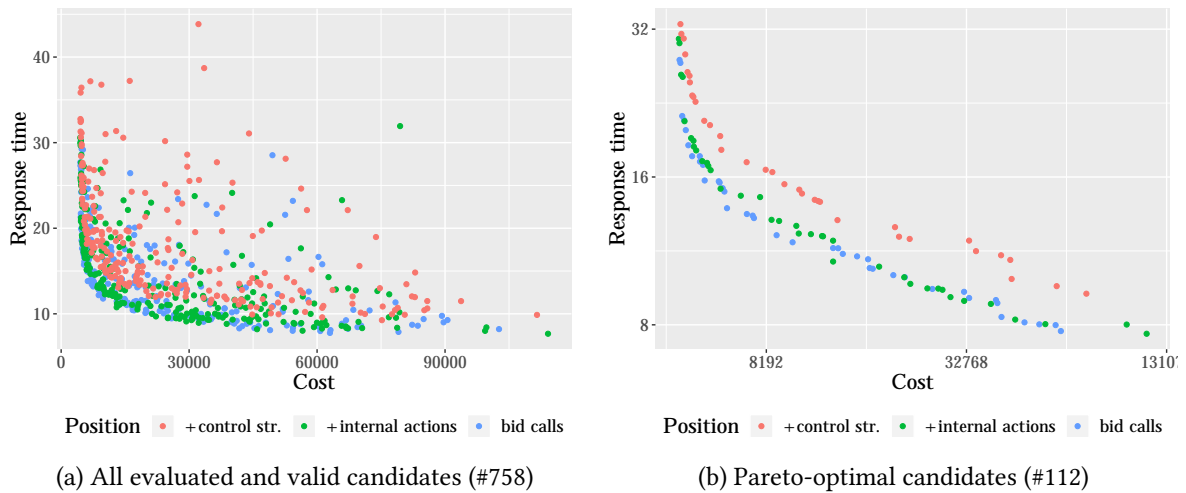 40
30
20
10
Response time
0 30000 60000 90000
Cost
Position +control str. +internal actions bid calls
(a) All evaluated and valid candidates (#758)
32
16
8
Response time
8192 32768 13107
Cost
Position +control str. +internal actions bid calls
(b) Pareto-optimal candidates (#112)